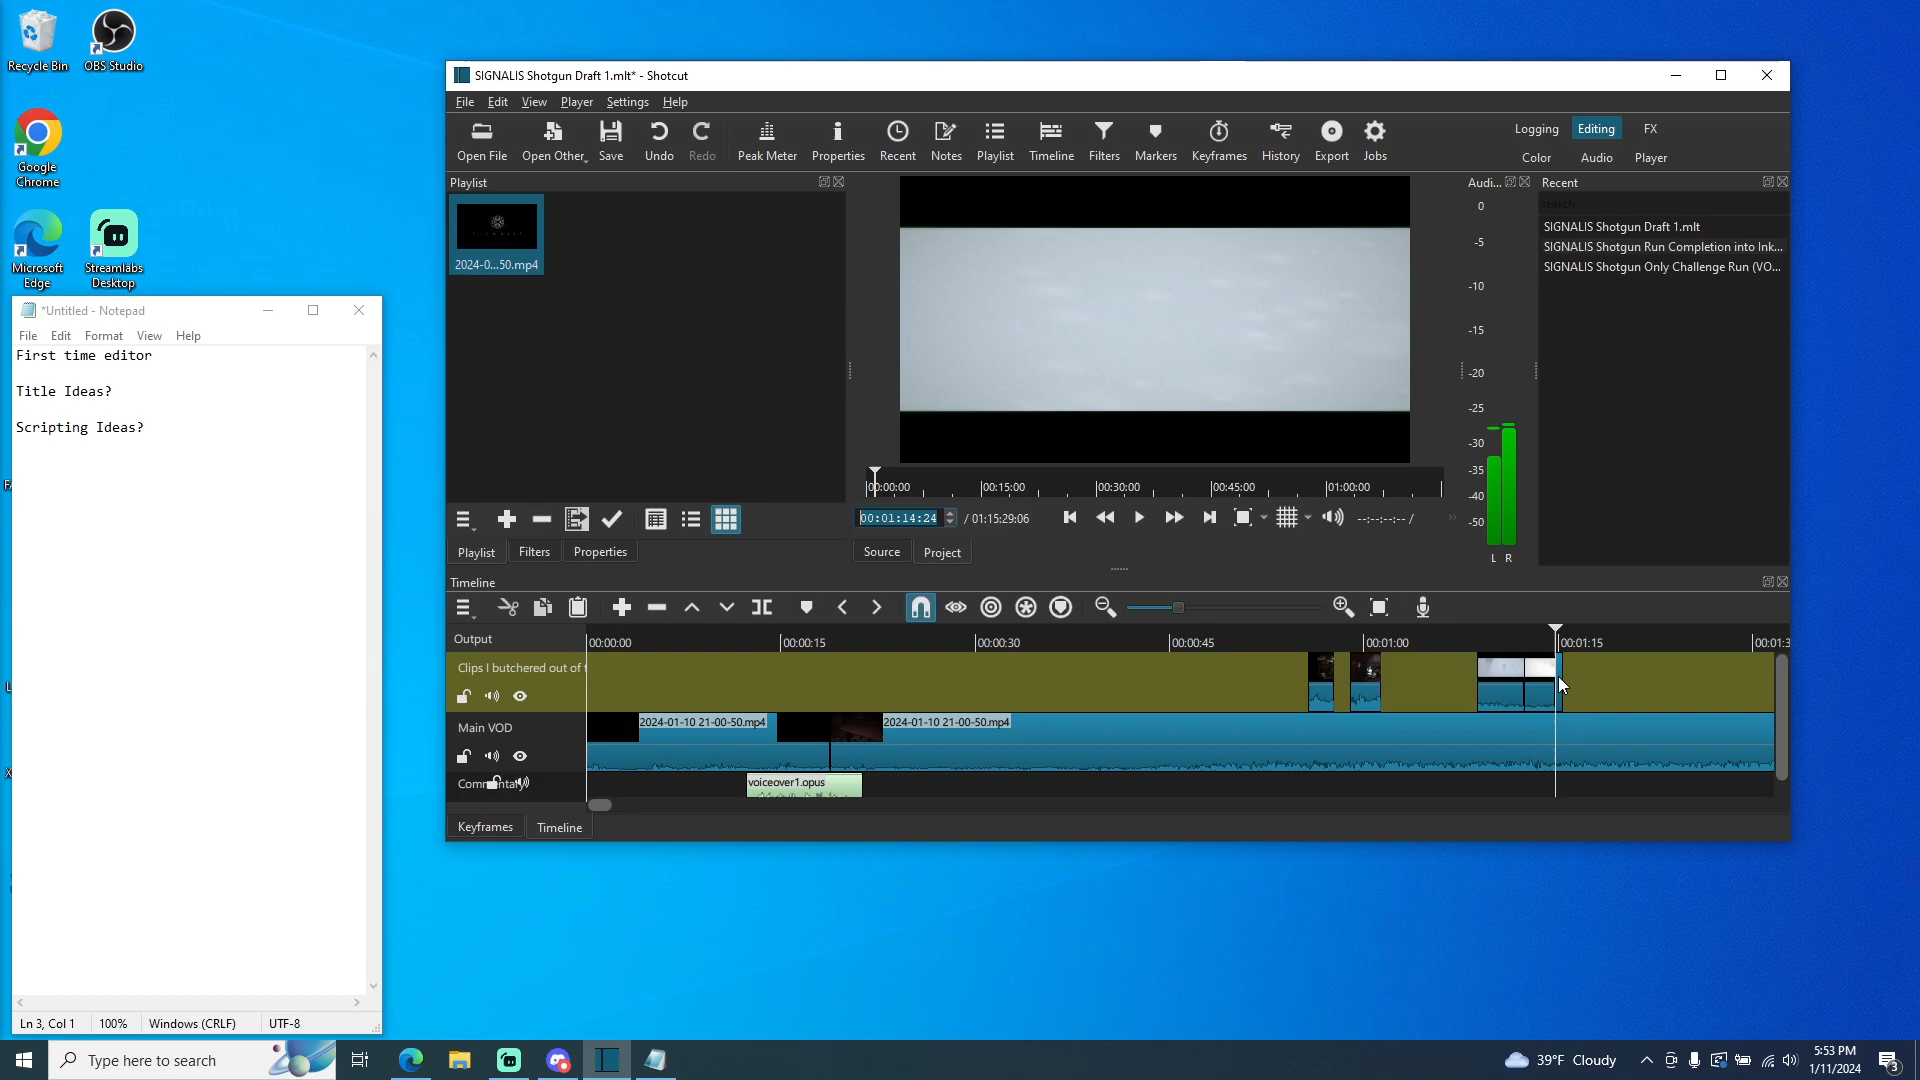 Recycle Bin
OBS Studio
Google
Chrome
Microsoft
Edge
Streamlabs
Desktop
*Untitled - Notepad
File Edit Format View Help
First time editor
Title Ideas?
Scripting Ideas?
Ln 3, Col 1 100% Windows (CRLF) UTF-8
SIGNALIS Shotgun Draft 1.mlt* - Shotcut
File Edit View Player Settings Help
Open File Open Other Save Undo Redo Peak Meter Properties Recent Notes Playlist Timeline Filters Markers Keyframes History Export Jobs
Logging Editing FX
Color Audio Player
Playlist
2024-0...50.mp4
Playlist Filters Properties
00:00:00 00:15:00 00:30:00 00:45:00 01:00:00
00:01:14:24 / 01:15:29:06 --:--:--:-- /
Source Project
Audi...
0
-5
-10
-15
-20
-25
-30
-35
-40
-50
L R
Recent
search
SIGNALIS Shotgun Draft 1.mlt
SIGNALIS Shotgun Run Completion into Ink...
SIGNALIS Shotgun Only Challenge Run (VO...
Timeline
Output
00:00:00 00:00:15 00:00:30 00:00:45 00:01:00 00:01:15 00:01:3
Clips I butchered out of t
Main VOD
2024-01-10 21-00-50.mp4 2024-01-10 21-00-50.mp4
Commentary
voiceover1.opus
Keyframes Timeline
Type here to search
39°F Cloudy
5:53 PM
1/11/2024
3